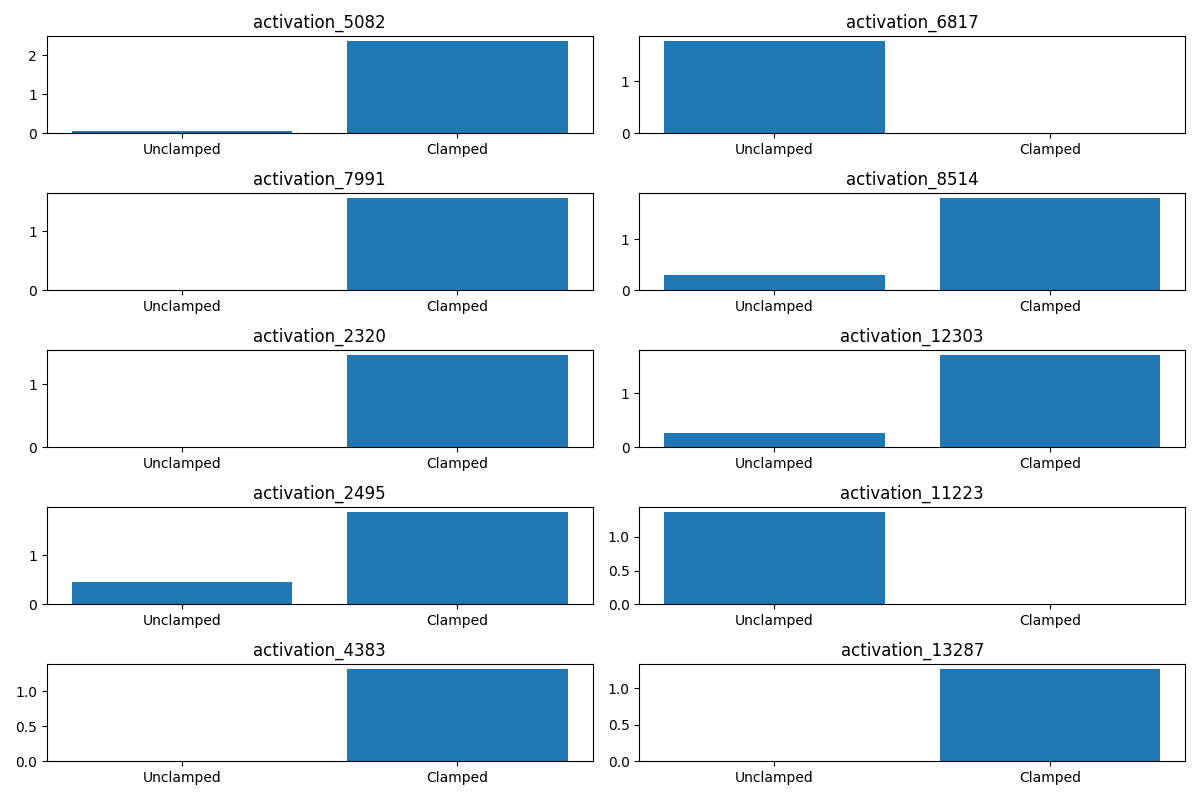 activation_5082
2
1
0
Unclamped Clamped
activation_6817
1
0
Unclamped Clamped
activation_7991
1
0
Unclamped Clamped
activation_8514
1
0
Unclamped Clamped
activation_2320
1
0
Unclamped Clamped
activation_12303
1
0
Unclamped Clamped
activation_2495
1
0
Unclamped Clamped
activation_11223
1.0
0.5
0.0
Unclamped Clamped
activation_4383
1.0
0.5
0.0
Unclamped Clamped
activation_13287
1.0
0.5
0.0
Unclamped Clamped